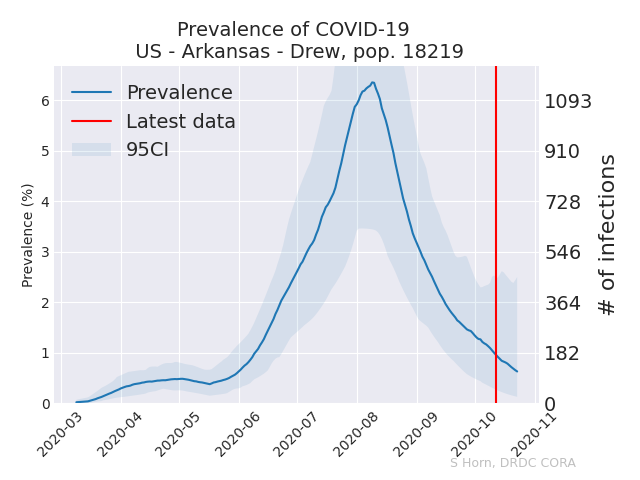 Prevalence of COVID-19
US - Arkansas - Drew, pop. 18219
Prevalence
Latest data
95CI
Prevalence (%)
6
5
4
3
2
1
0
1093
910
728
546
364
182
0
# of infections
2020-03
2020-04
2020-05
2020-06
2020-07
2020-08
2020-09
2020-10
2020-11
S Horn, DRDC CORA